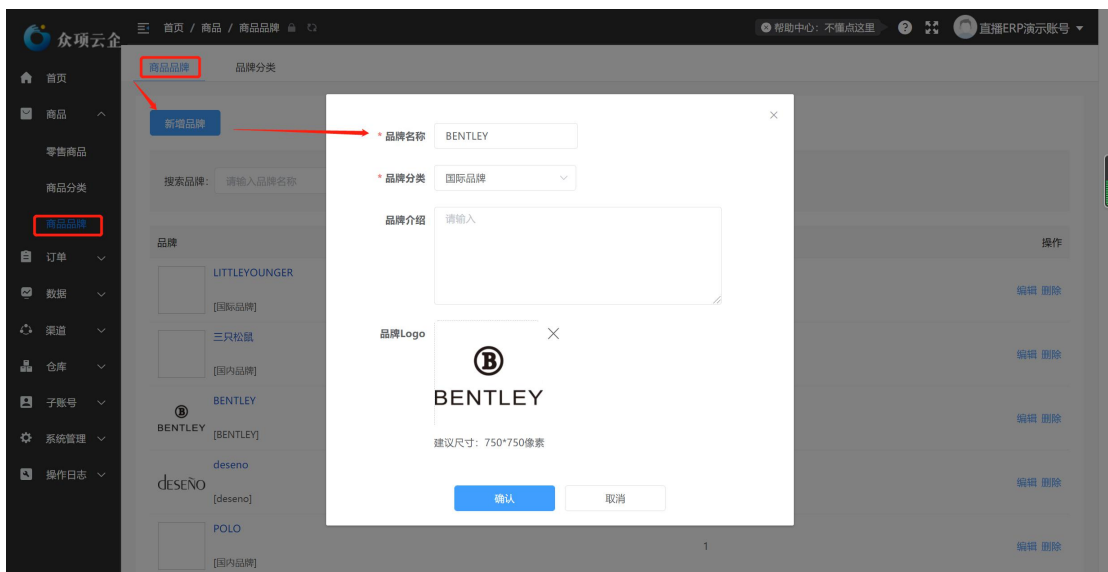 众项云企
首页 / 商品 / 商品品牌
帮助中心：不懂点这里
直播ERP演示账号
首页
商品
零售商品
商品分类
商品品牌
订单
数据
渠道
仓库
子账号
系统管理
操作日志
商品品牌
品牌分类
新增品牌
搜索品牌：
请输入品牌名称
品牌
操作
LITTLEYOUNGER
[国际品牌]
编辑 删除
三只松鼠
[国内品牌]
编辑 删除
B
BENTLEY
BENTLEY
[BENTLEY]
编辑 删除
DESEÑO
deseno
[deseno]
编辑 删除
POLO
[国内品牌]
1
编辑 删除
* 品牌名称
BENTLEY
* 品牌分类
国际品牌
品牌介绍
请输入
品牌Logo
B
BENTLEY
建议尺寸：750*750像素
确认
取消